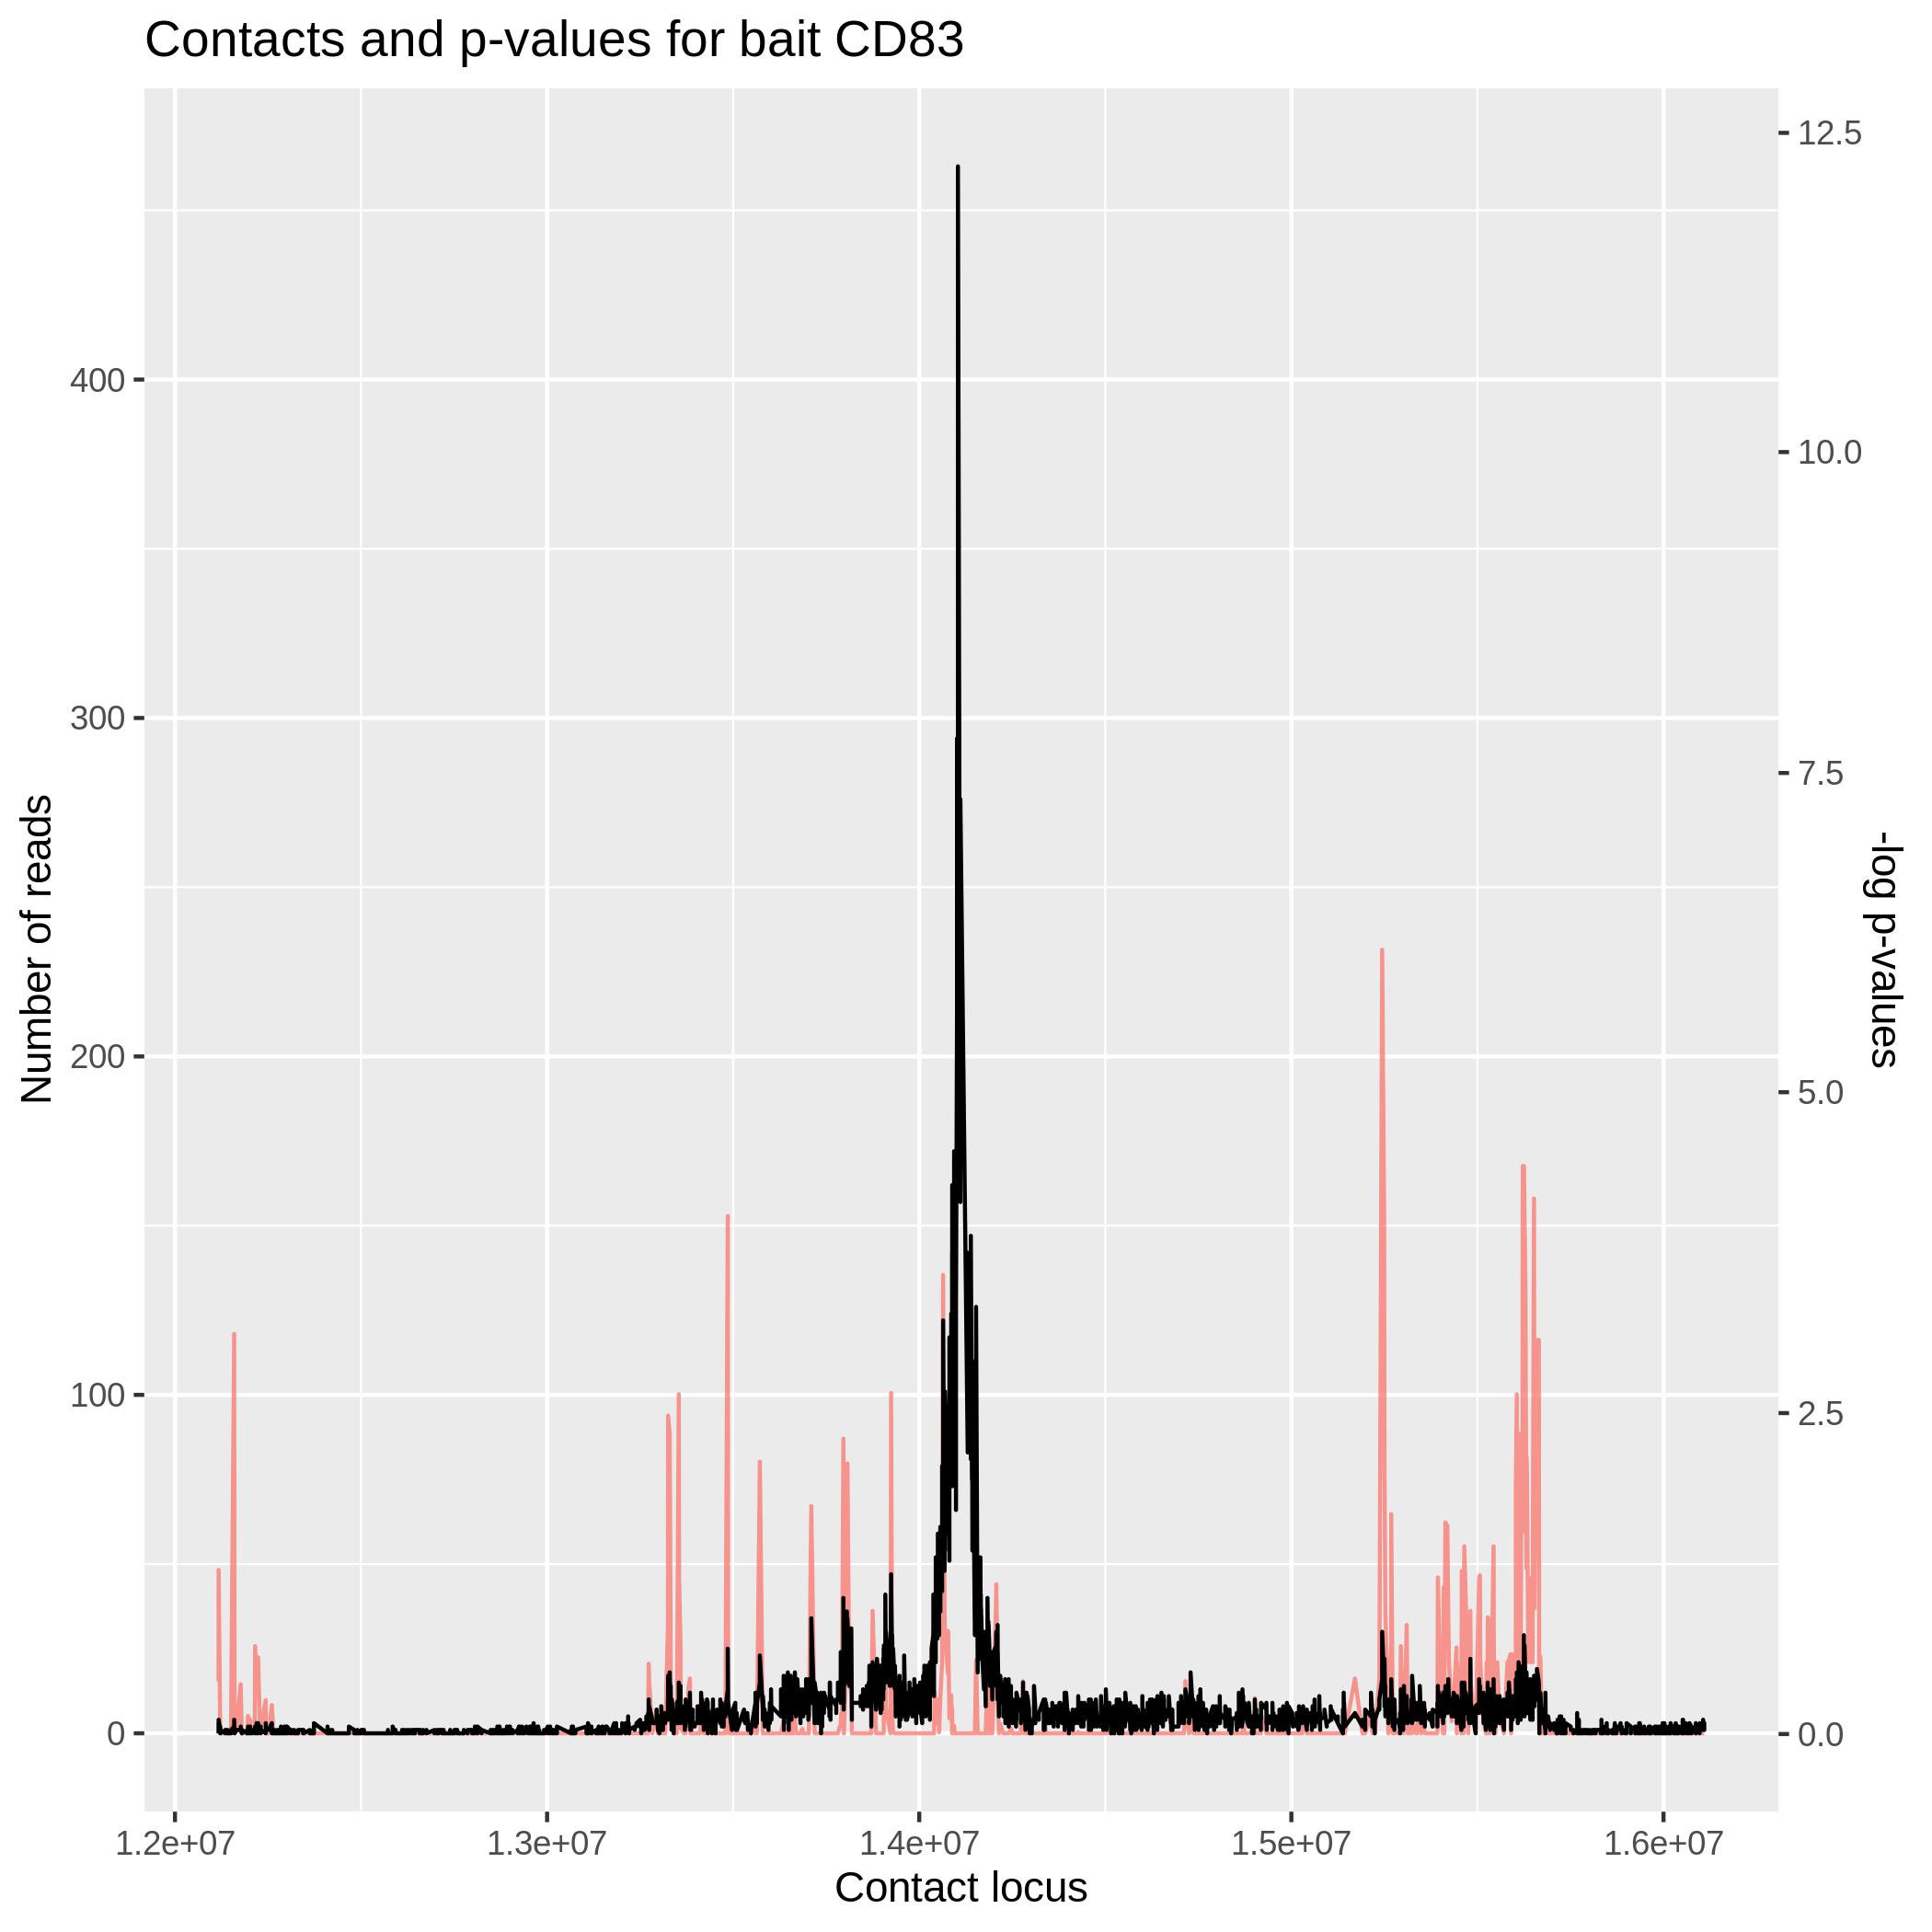 Contacts and p-values for bait CD83
12.5
400
10.0
300
7.5
Number of reads
-log p-values
200
5.0
100
2.5
0
0.0
1.2e+07
1.3e+07
1.4e+07
1.5e+07
1.6e+07
Contact locus